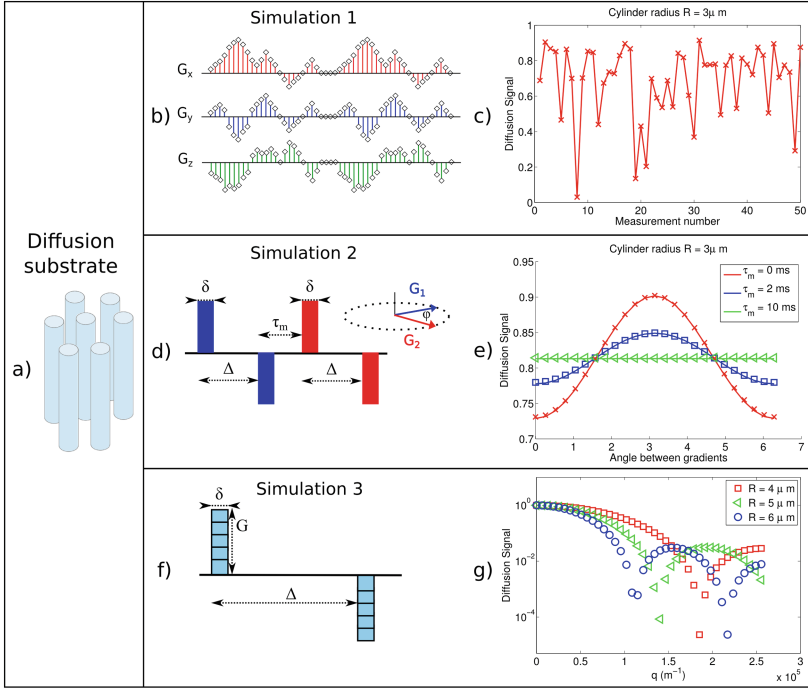 Diffusion
substrate
a)
Simulation 1
b)
Gx
Gy
Gz
c)
Cylinder radius R = 3μ m
Diffusion Signal
1
0.8
0.6
0.4
0.2
0
0 10 20 30 40 50
Measurement number
Simulation 2
d)
δ
δ
τm
Δ
Δ
G1
φ
G2
e)
Cylinder radius R = 3μ m
Diffusion Signal
0.95
0.9
0.85
0.8
0.75
0.7
τm = 0 ms
τm = 2 ms
τm = 10 ms
0 1 2 3 4 5 6 7
Angle between gradients
Simulation 3
f)
δ
G
Δ
g)
Diffusion Signal
10^0
10^-2
10^-4
R = 4 μ m
R = 5 μ m
R = 6 μ m
0 0.5 1 1.5 2 2.5 3
q (m^-1)
x 10^5